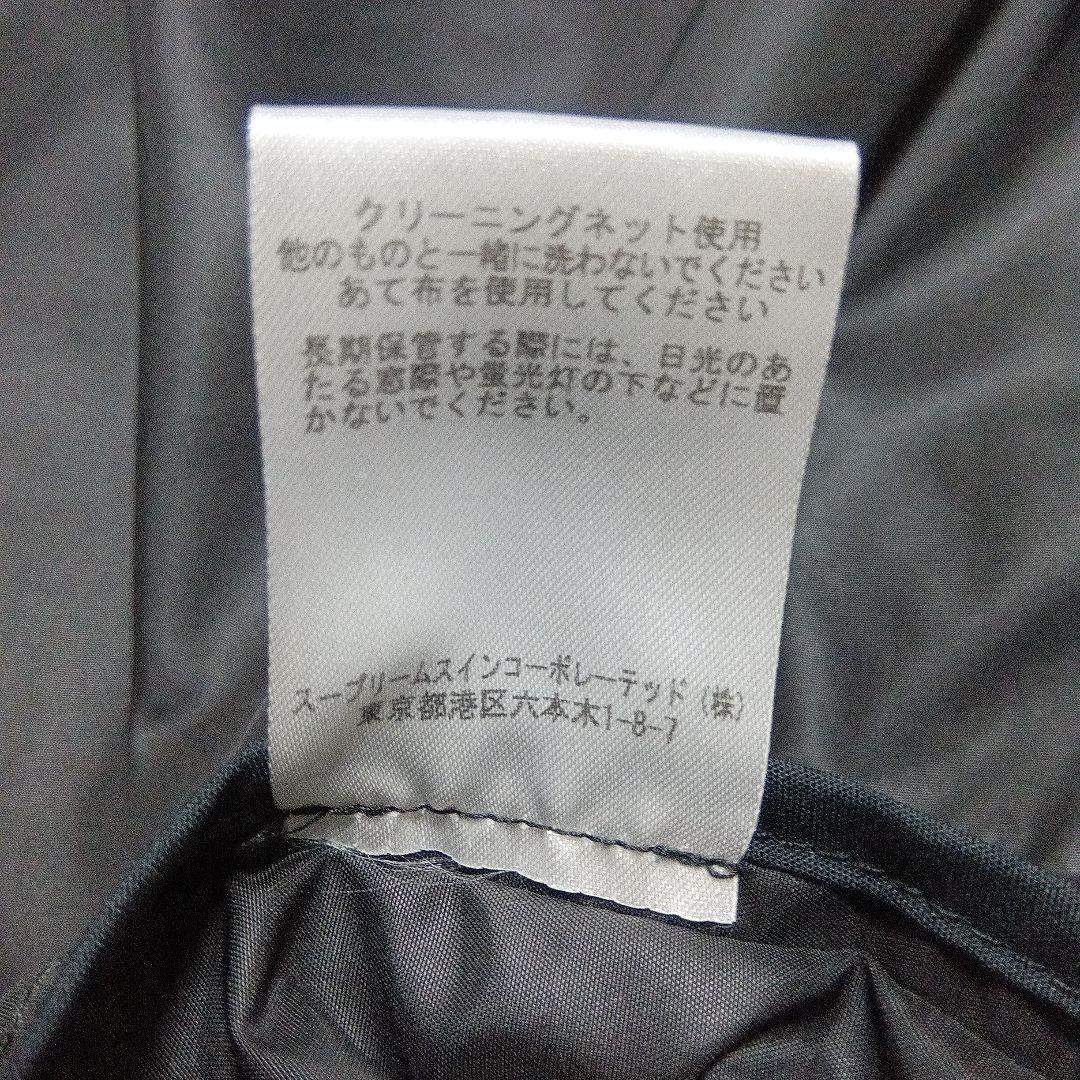 クリーニングネット使用
他のものと一緒に洗わないでください
あて布を使用してください
長期保管する際には、日光のあ
たる窓際や蛍光灯の下などに置
かないでください。
スープリームスインコーポレーテッド(株)
東京都港区六本木1-8-7